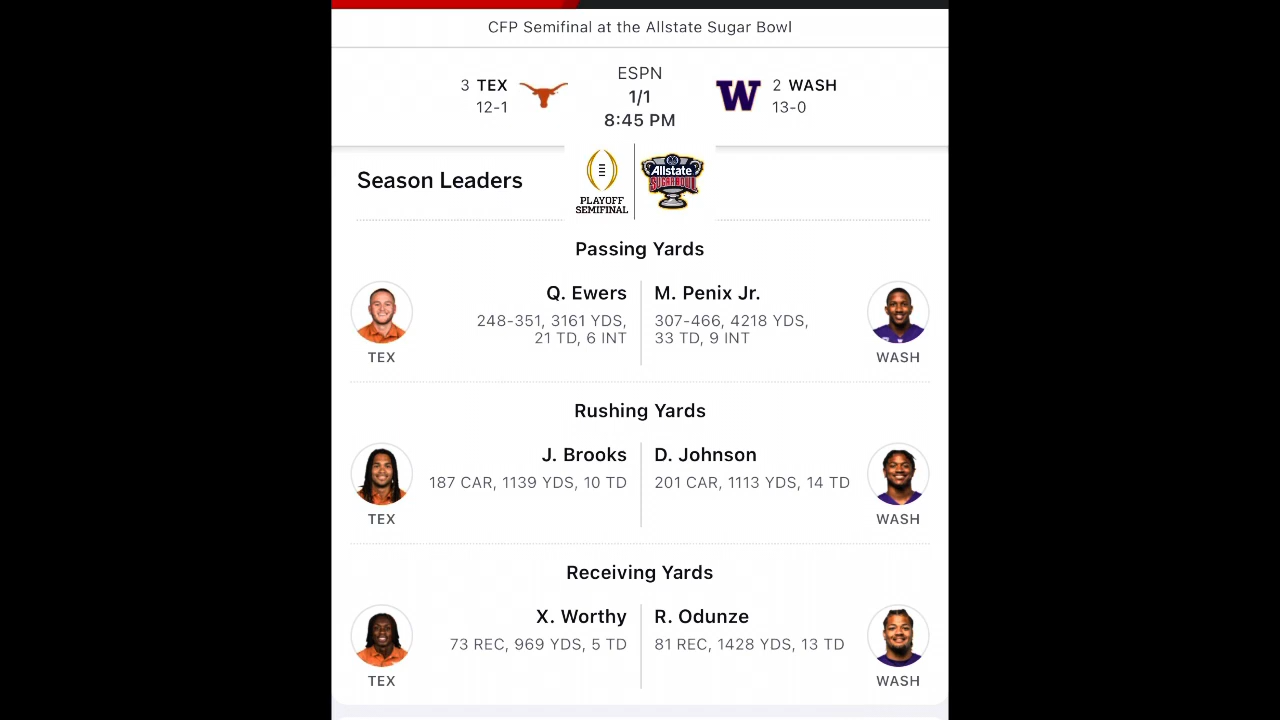 CFP Semifinal at the Allstate Sugar Bowl
3 TEX
12-1
ESPN
1/1
8:45 PM
W
2 WASH
13-0
Season Leaders
PLAYOFF
SEMIFINAL
Allstate
SUGAR BOWL
Passing Yards
Q. Ewers
248-351, 3161 YDS,
21 TD, 6 INT
TEX
M. Penix Jr.
307-466, 4218 YDS,
33 TD, 9 INT
WASH
Rushing Yards
J. Brooks
187 CAR, 1139 YDS, 10 TD
TEX
D. Johnson
201 CAR, 1113 YDS, 14 TD
WASH
Receiving Yards
X. Worthy
73 REC, 969 YDS, 5 TD
TEX
R. Odunze
81 REC, 1428 YDS, 13 TD
WASH